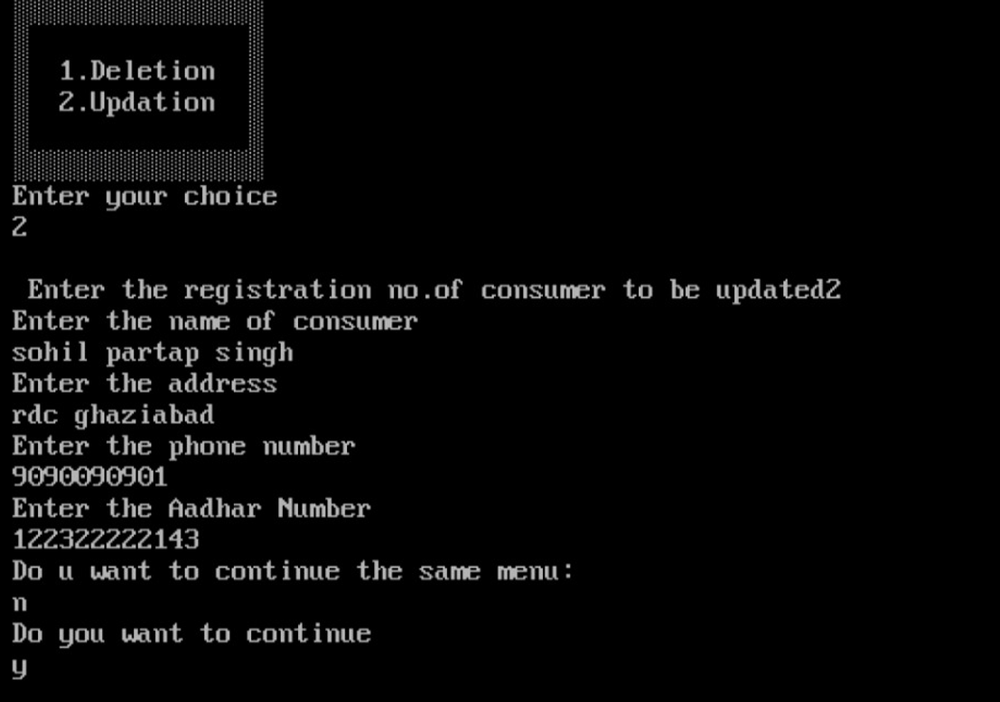 1.Deletion
2.Updation
Enter your choice
2
Enter the registration no.of consumer to be updated2
Enter the name of consumer
sohil partap singh
Enter the address
rdc ghaziabad
Enter the phone number
9090090901
Enter the Aadhar Number
122322222143
Do u want to continue the same menu:
n
Do you want to continue
y